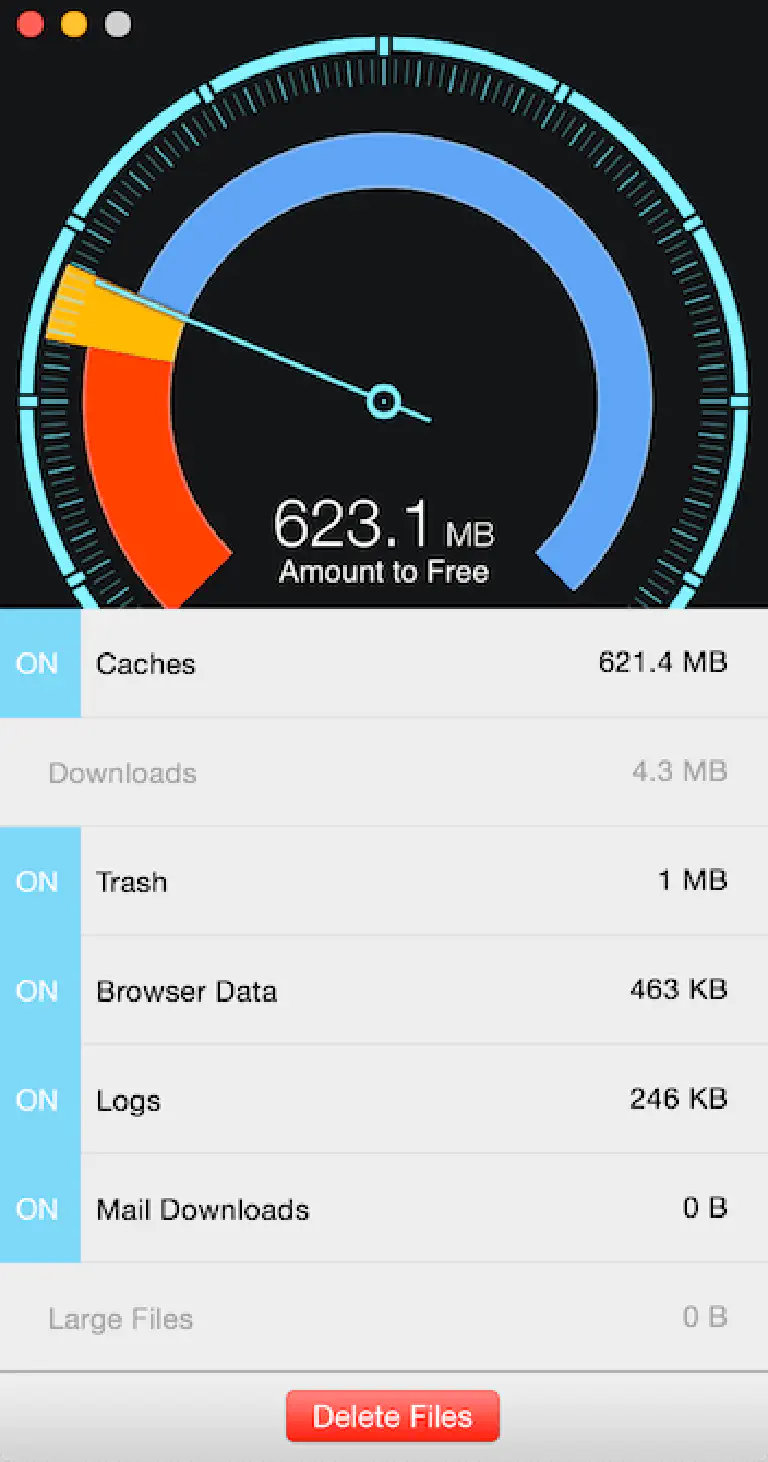 623.1 MB
Amount to Free
ON Caches 621.4 MB
Downloads 4.3 MB
ON Trash 1 MB
ON Browser Data 463 KB
ON Logs 246 KB
ON Mail Downloads 0 B
Large Files 0 B
Delete Files